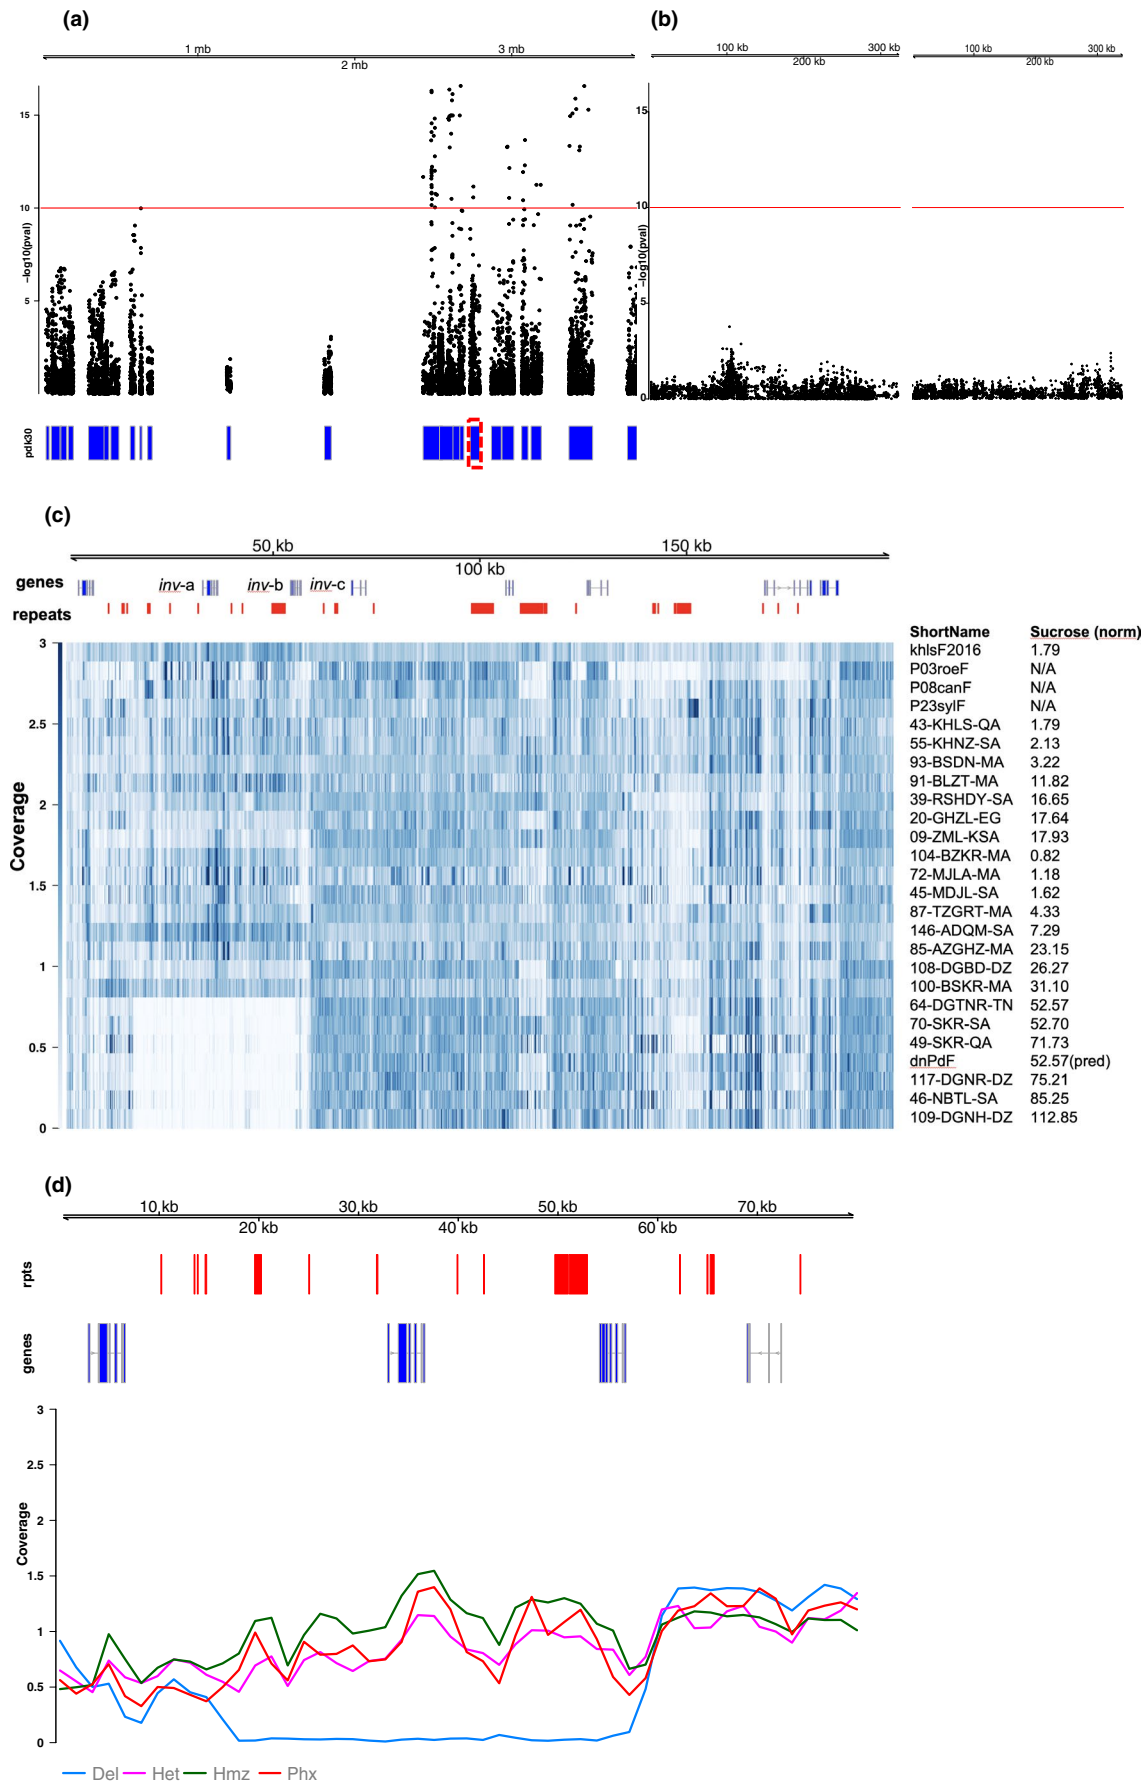 (a)
(b)
1 mb
3 mb
2 mb
100 kb
300 kb
200 kb
100 kb
300 kb
200 kb
15
10
5
−log10(pval)
15
10
5
0
−log10(pval)
pdk30
(c)
50 kb
150 kb
100 kb
genes
inv-a
inv-b
inv-c
repeats
3
2.5
2
1.5
1
0.5
0
Coverage
ShortName Sucrose (norm)
khlsF2016 1.79
P03roeF N/A
P08canF N/A
P23sylF N/A
43-KHLS-QA 1.79
55-KHNZ-SA 2.13
93-BSDN-MA 3.22
91-BLZT-MA 11.82
39-RSHDY-SA 16.65
20-GHZL-EG 17.64
09-ZML-KSA 17.93
104-BZKR-MA 0.82
72-MJLA-MA 1.18
45-MDJL-SA 1.62
87-TZGRT-MA 4.33
146-ADQM-SA 7.29
85-AZGHZ-MA 23.15
108-DGBD-DZ 26.27
100-BSKR-MA 31.10
64-DGTNR-TN 52.57
70-SKR-SA 52.70
49-SKR-QA 71.73
dnPdF 52.57(pred)
117-DGNR-DZ 75.21
46-NBTL-SA 85.25
109-DGNH-DZ 112.85
(d)
10 kb
30 kb
50 kb
70 kb
20 kb
40 kb
60 kb
rpts
genes
3
2.5
2
1.5
1
0.5
0
Coverage
Del Het Hmz Phx